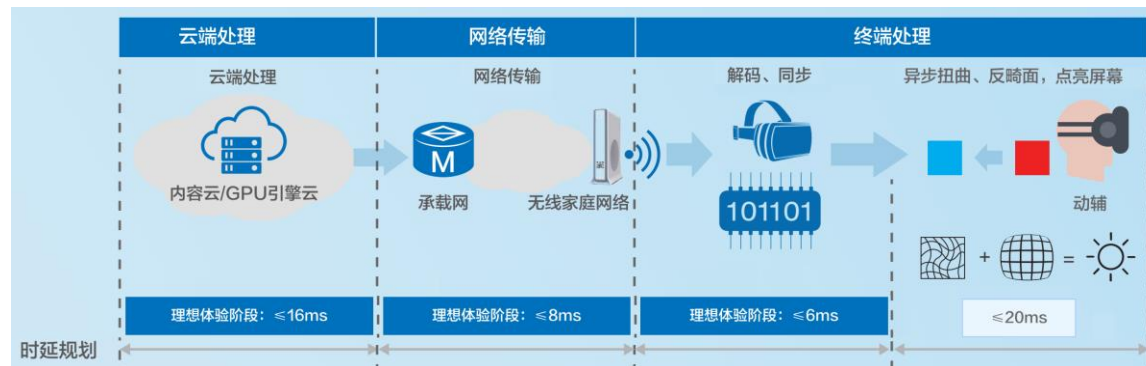 云端处理
网络传输
终端处理
云端处理
网络传输
解码、同步
异步扭曲、反畸面，点亮屏幕
M
内容云/GPU引擎云
承载网
无线家庭网络
101101
动辅
+
=
理想体验阶段：≤16ms
理想体验阶段：≤8ms
理想体验阶段：≤6ms
≤20ms
时延规划